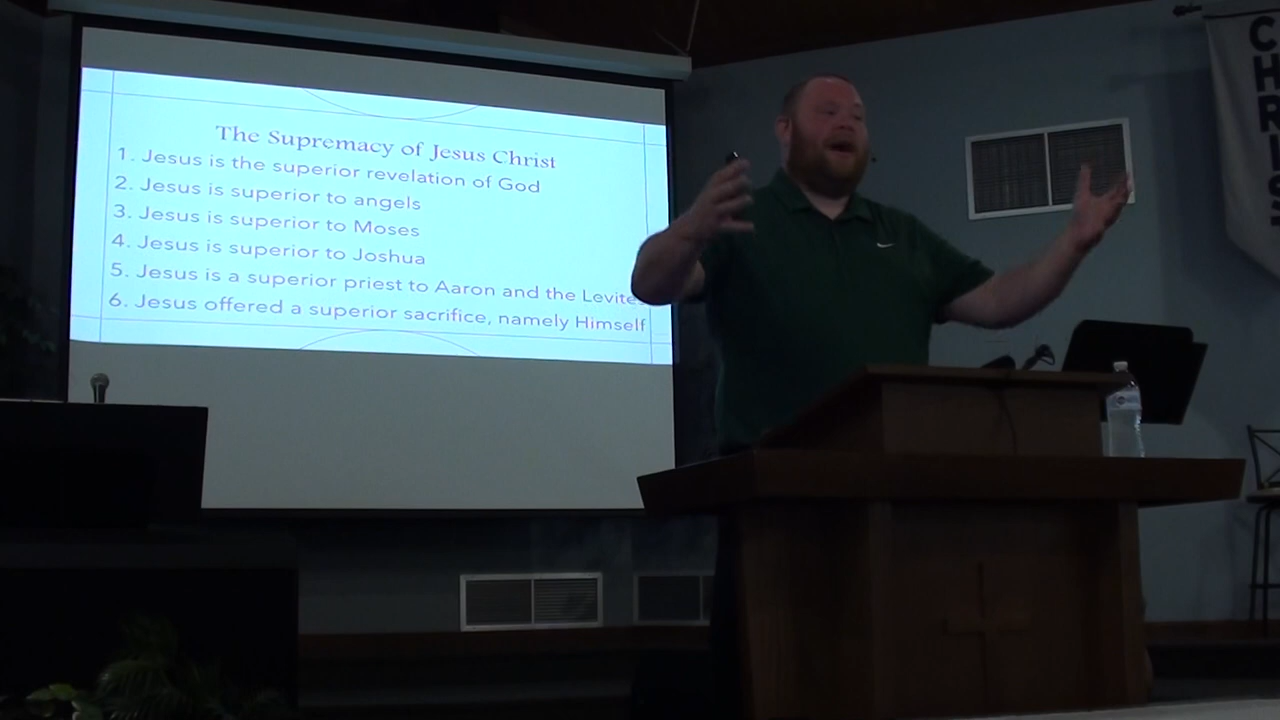 The Supremacy of Jesus Christ
1. Jesus is the superior revelation of God
2. Jesus is superior to angels
3. Jesus is superior to Moses
4. Jesus is superior to Joshua
5. Jesus is a superior priest to Aaron and the Levites
6. Jesus offered a superior sacrifice, namely Himself
CHRIST